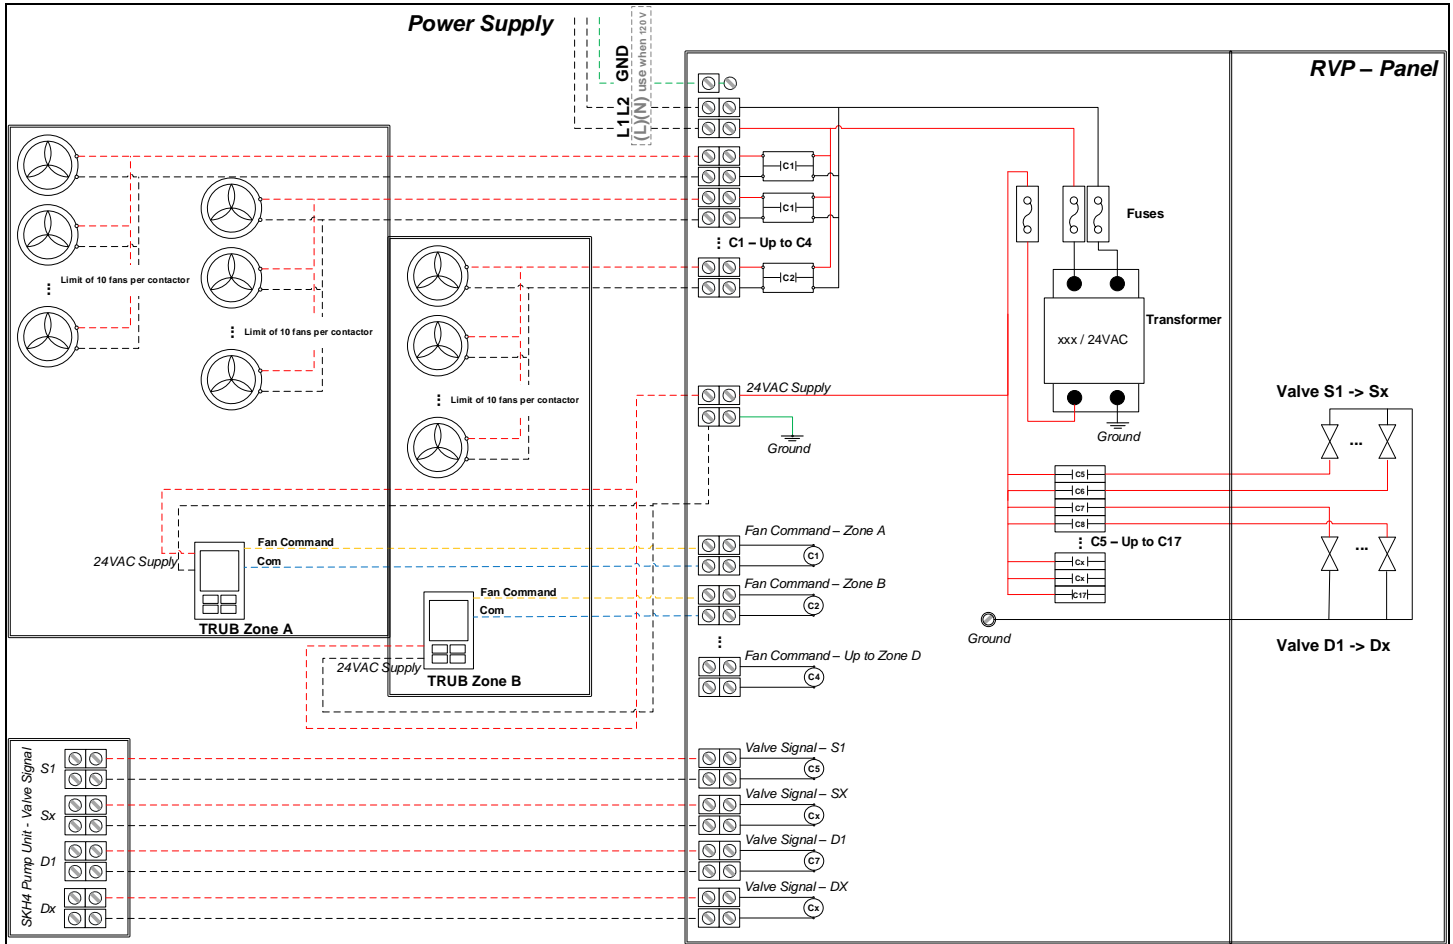 Power Supply
RVP – Panel
L1 L2 GND
(L)(N) use when 120 V
C1
C1
C1 – Up to C4
C2
Fuses
Transformer
xxx / 24VAC
Ground
Limit of 10 fans per contactor
Limit of 10 fans per contactor
Limit of 10 fans per contactor
24VAC Supply
Ground
Valve S1 -> Sx
...
C5
C6
C7
C8
C5 – Up to C17
Cx
Cx
C17
...
Ground
Valve D1 -> Dx
Fan Command – Zone A
C1
Fan Command – Zone B
C2
Fan Command – Up to Zone D
C4
Fan Command
Com
24VAC Supply
TRUB Zone A
Fan Command
Com
24VAC Supply
TRUB Zone B
SKH4 Pump Unit - Valve Signal
S1
Sx
D1
Dx
Valve Signal – S1
C5
Valve Signal – SX
Cx
Valve Signal – D1
C7
Valve Signal – DX
Cx